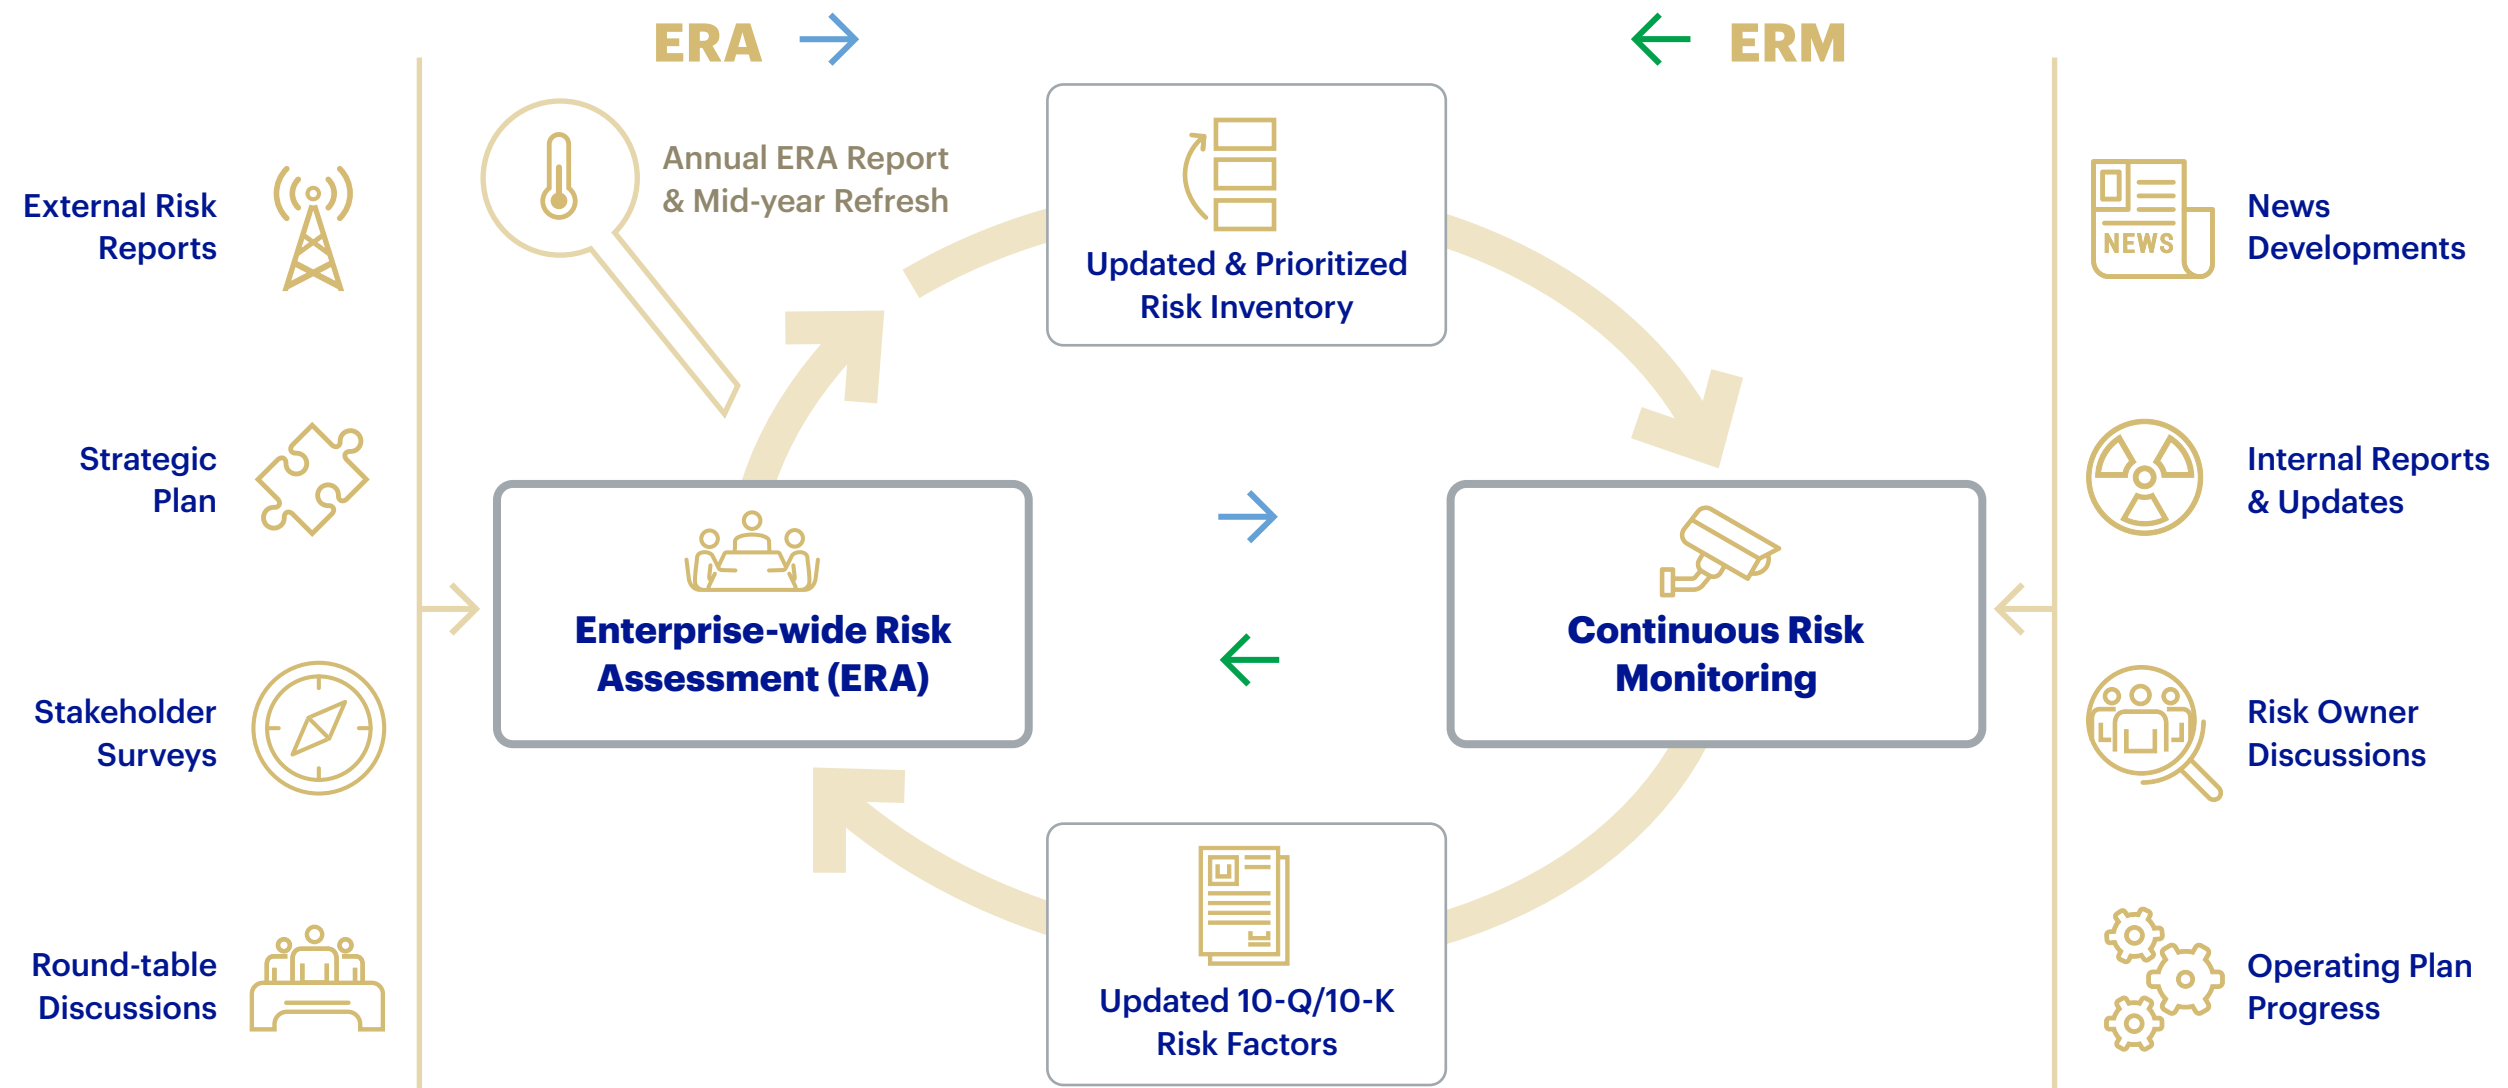 ERA
ERM
External Risk
Reports
Strategic
Plan
Stakeholder
Surveys
Round-table
Discussions
Annual ERA Report
& Mid-year Refresh
Updated & Prioritized
Risk Inventory
Enterprise-wide Risk
Assessment (ERA)
Continuous Risk
Monitoring
Updated 10-Q/10-K
Risk Factors
NEWS
News
Developments
Internal Reports
& Updates
Risk Owner
Discussions
Operating Plan
Progress